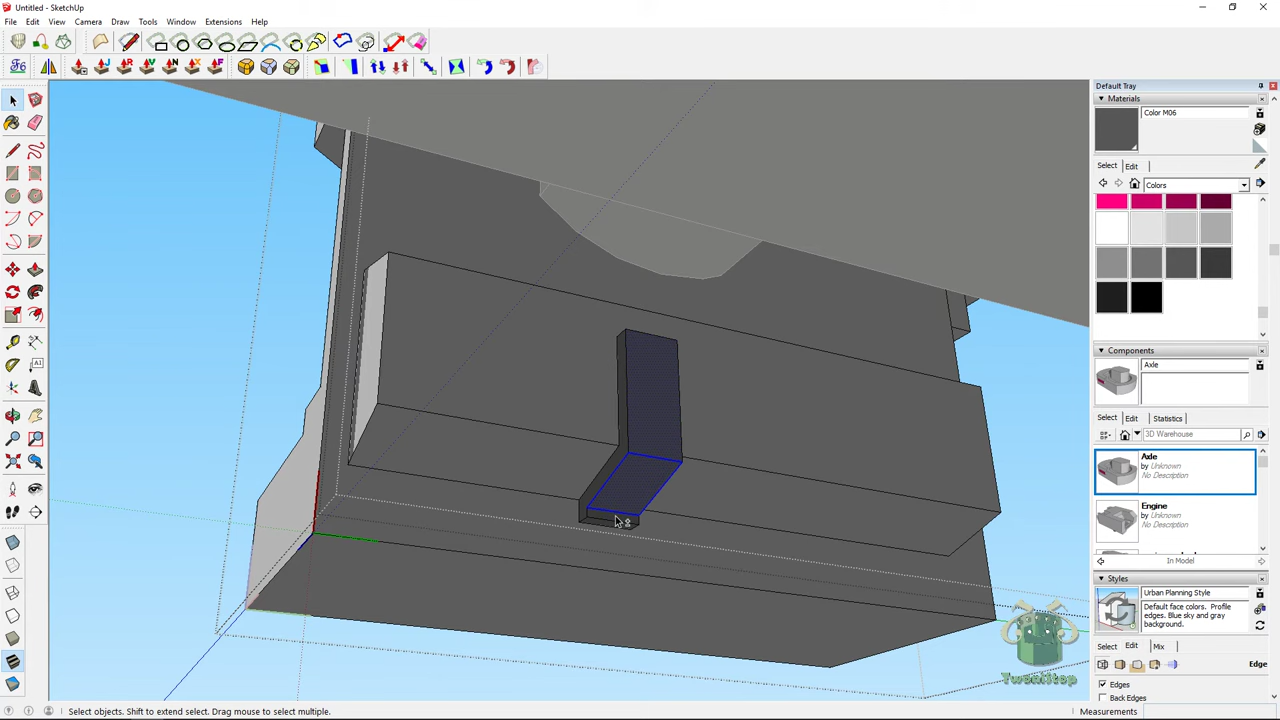 Untitled - SketchUp
File Edit View Camera Draw Tools Window Extensions Help
Default Tray
Materials
Color M06
Select Edit
Colors
Components
Axle
Select Edit Statistics
3D Warehouse
Axle
by Unknown
No Description
Engine
by Unknown
No Description
In Model
Styles
Urban Planning Style
Default face colors. Profile
edges. Blue sky and gray
background.
Select Edit Mix
Edge
Edges
Back Edges
Select objects. Shift to extend select. Drag mouse to select multiple.
Measurements